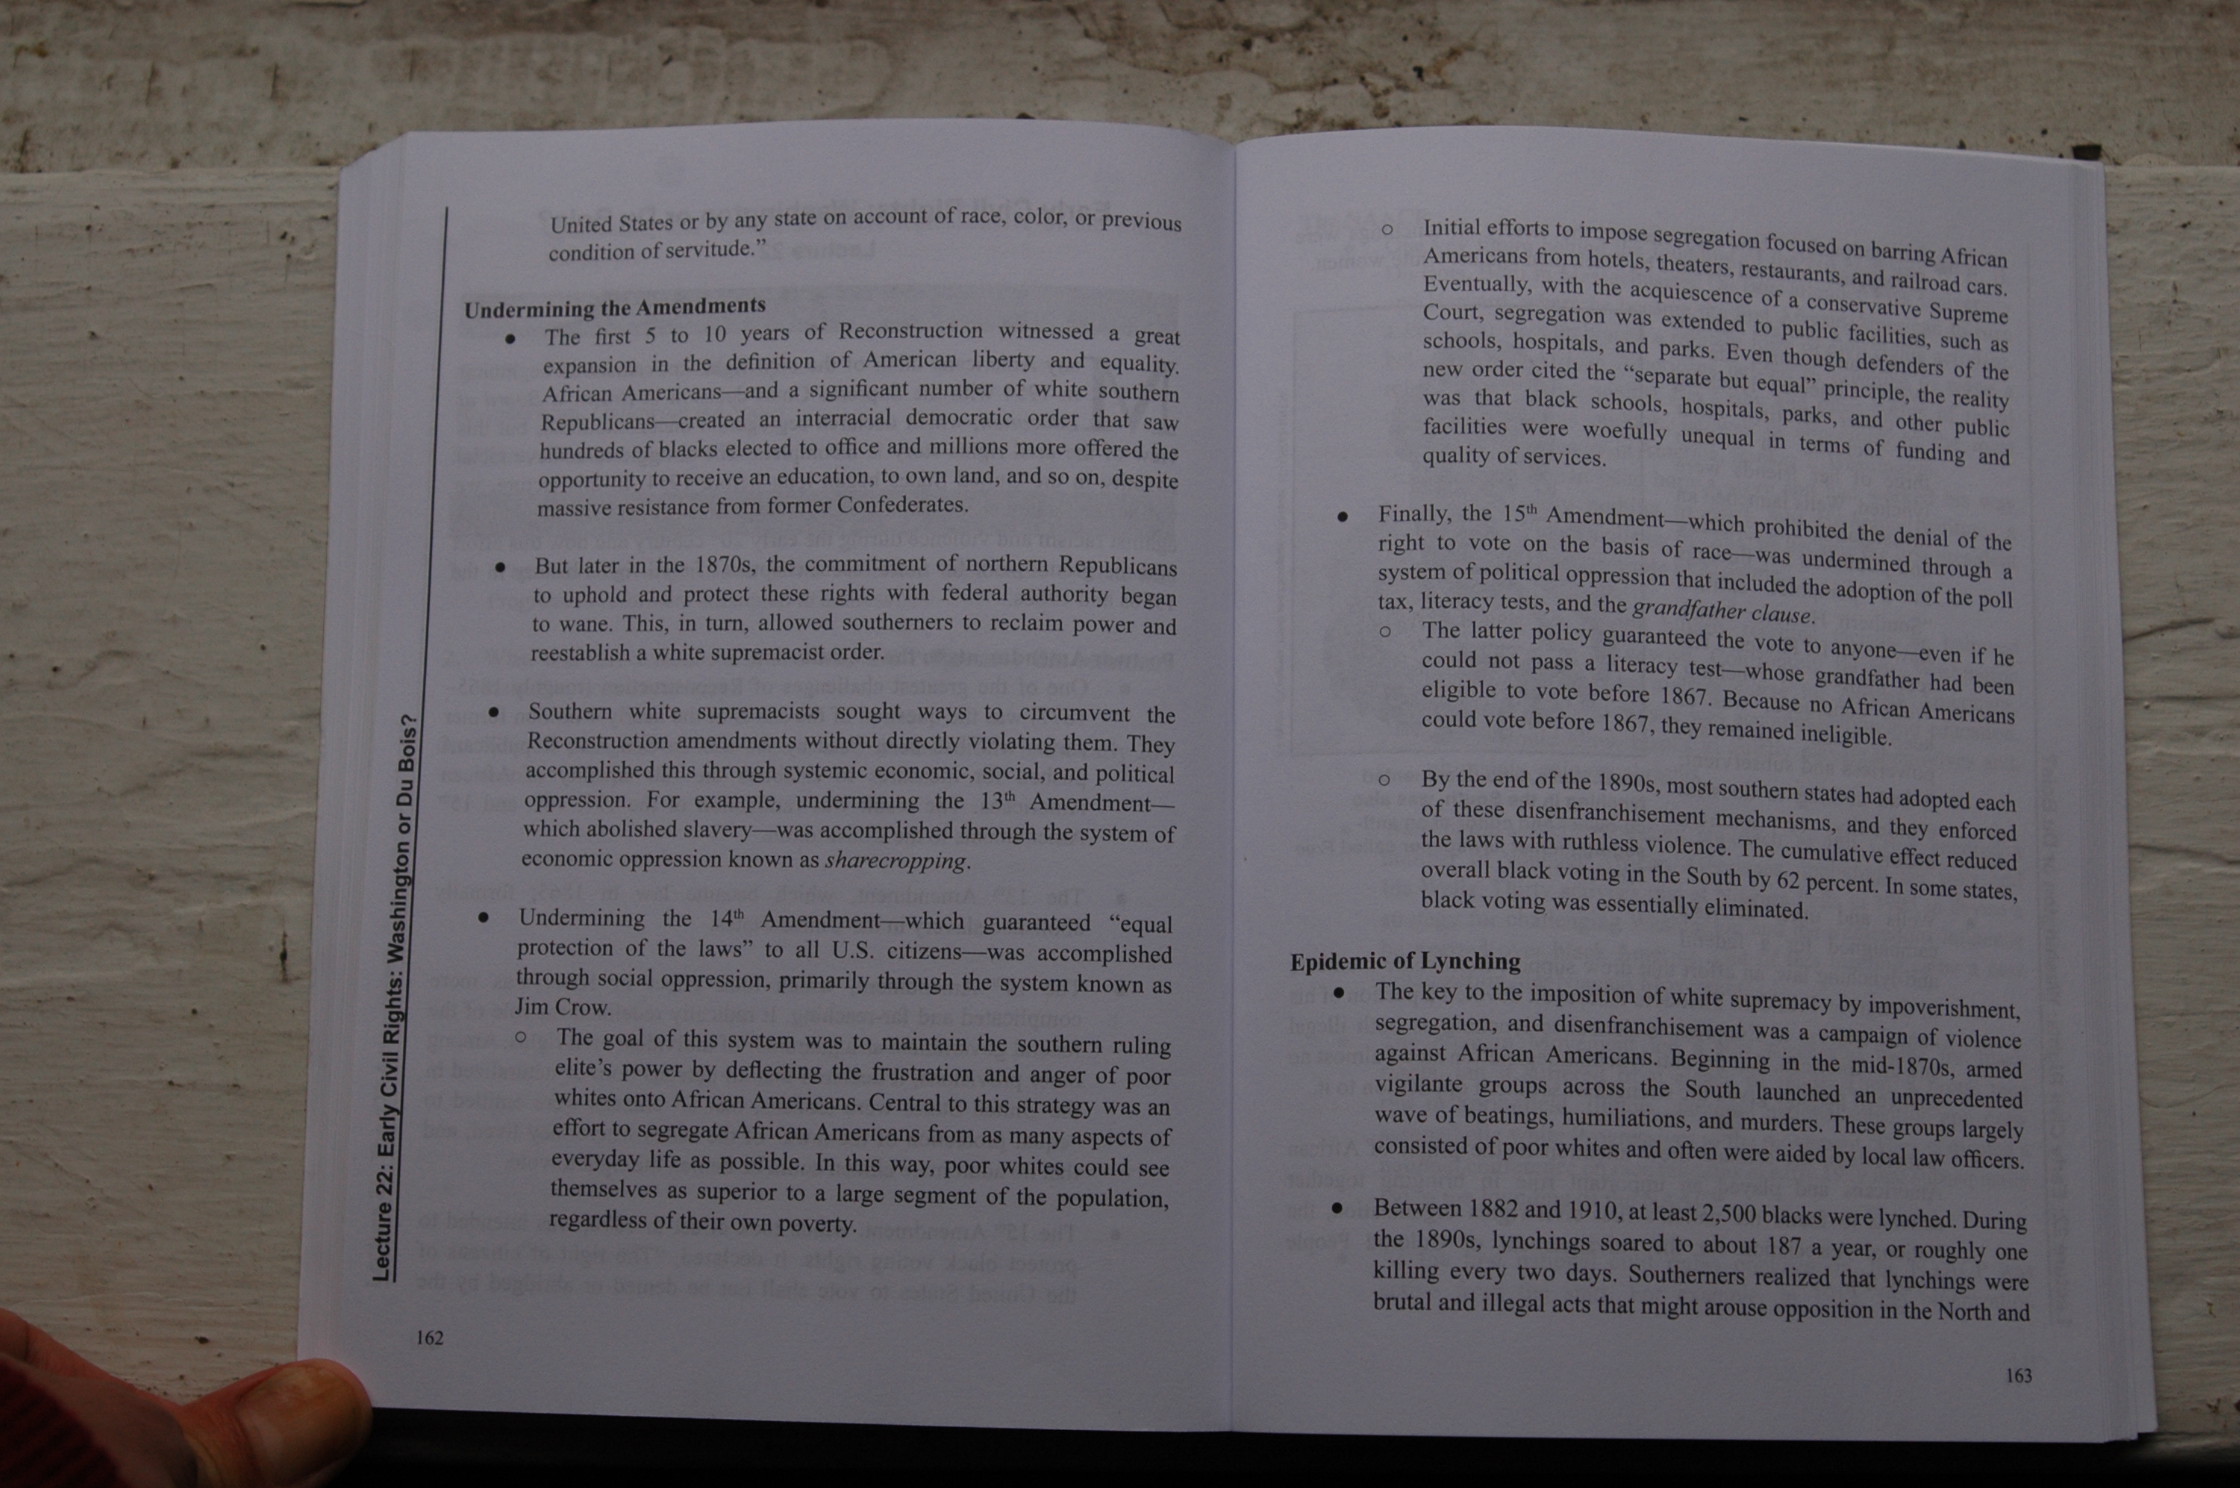 United States or by any state on account of race, color, or previous
condition of servitude.”
Undermining the Amendments
• The first 5 to 10 years of Reconstruction witnessed a great
expansion in the definition of American liberty and equality.
African Americans—and a significant number of white southern
Republicans—created an interracial democratic order that saw
hundreds of blacks elected to office and millions more offered the
opportunity to receive an education, to own land, and so on, despite
massive resistance from former Confederates.
• But later in the 1870s, the commitment of northern Republicans
to uphold and protect these rights with federal authority began
to wane. This, in turn, allowed southerners to reclaim power and
reestablish a white supremacist order.
• Southern white supremacists sought ways to circumvent the
Reconstruction amendments without directly violating them. They
accomplished this through systemic economic, social, and political
oppression. For example, undermining the 13th Amendment—
which abolished slavery—was accomplished through the system of
economic oppression known as sharecropping.
• Undermining the 14th Amendment—which guaranteed “equal
protection of the laws” to all U.S. citizens—was accomplished
through social oppression, primarily through the system known as
Jim Crow.
○ The goal of this system was to maintain the southern ruling
elite’s power by deflecting the frustration and anger of poor
whites onto African Americans. Central to this strategy was an
effort to segregate African Americans from as many aspects of
everyday life as possible. In this way, poor whites could see
themselves as superior to a large segment of the population,
regardless of their own poverty.
Lecture 22: Early Civil Rights: Washington or Du Bois?
162
○ Initial efforts to impose segregation focused on barring African
Americans from hotels, theaters, restaurants, and railroad cars.
Eventually, with the acquiescence of a conservative Supreme
Court, segregation was extended to public facilities, such as
schools, hospitals, and parks. Even though defenders of the
new order cited the “separate but equal” principle, the reality
was that black schools, hospitals, parks, and other public
facilities were woefully unequal in terms of funding and
quality of services.
• Finally, the 15th Amendment—which prohibited the denial of the
right to vote on the basis of race—was undermined through a
system of political oppression that included the adoption of the poll
tax, literacy tests, and the grandfather clause.
○ The latter policy guaranteed the vote to anyone—even if he
could not pass a literacy test—whose grandfather had been
eligible to vote before 1867. Because no African Americans
could vote before 1867, they remained ineligible.
○ By the end of the 1890s, most southern states had adopted each
of these disenfranchisement mechanisms, and they enforced
the laws with ruthless violence. The cumulative effect reduced
overall black voting in the South by 62 percent. In some states,
black voting was essentially eliminated.
Epidemic of Lynching
• The key to the imposition of white supremacy by impoverishment,
segregation, and disenfranchisement was a campaign of violence
against African Americans. Beginning in the mid-1870s, armed
vigilante groups across the South launched an unprecedented
wave of beatings, humiliations, and murders. These groups largely
consisted of poor whites and often were aided by local law officers.
• Between 1882 and 1910, at least 2,500 blacks were lynched. During
the 1890s, lynchings soared to about 187 a year, or roughly one
killing every two days. Southerners realized that lynchings were
brutal and illegal acts that might arouse opposition in the North and
163